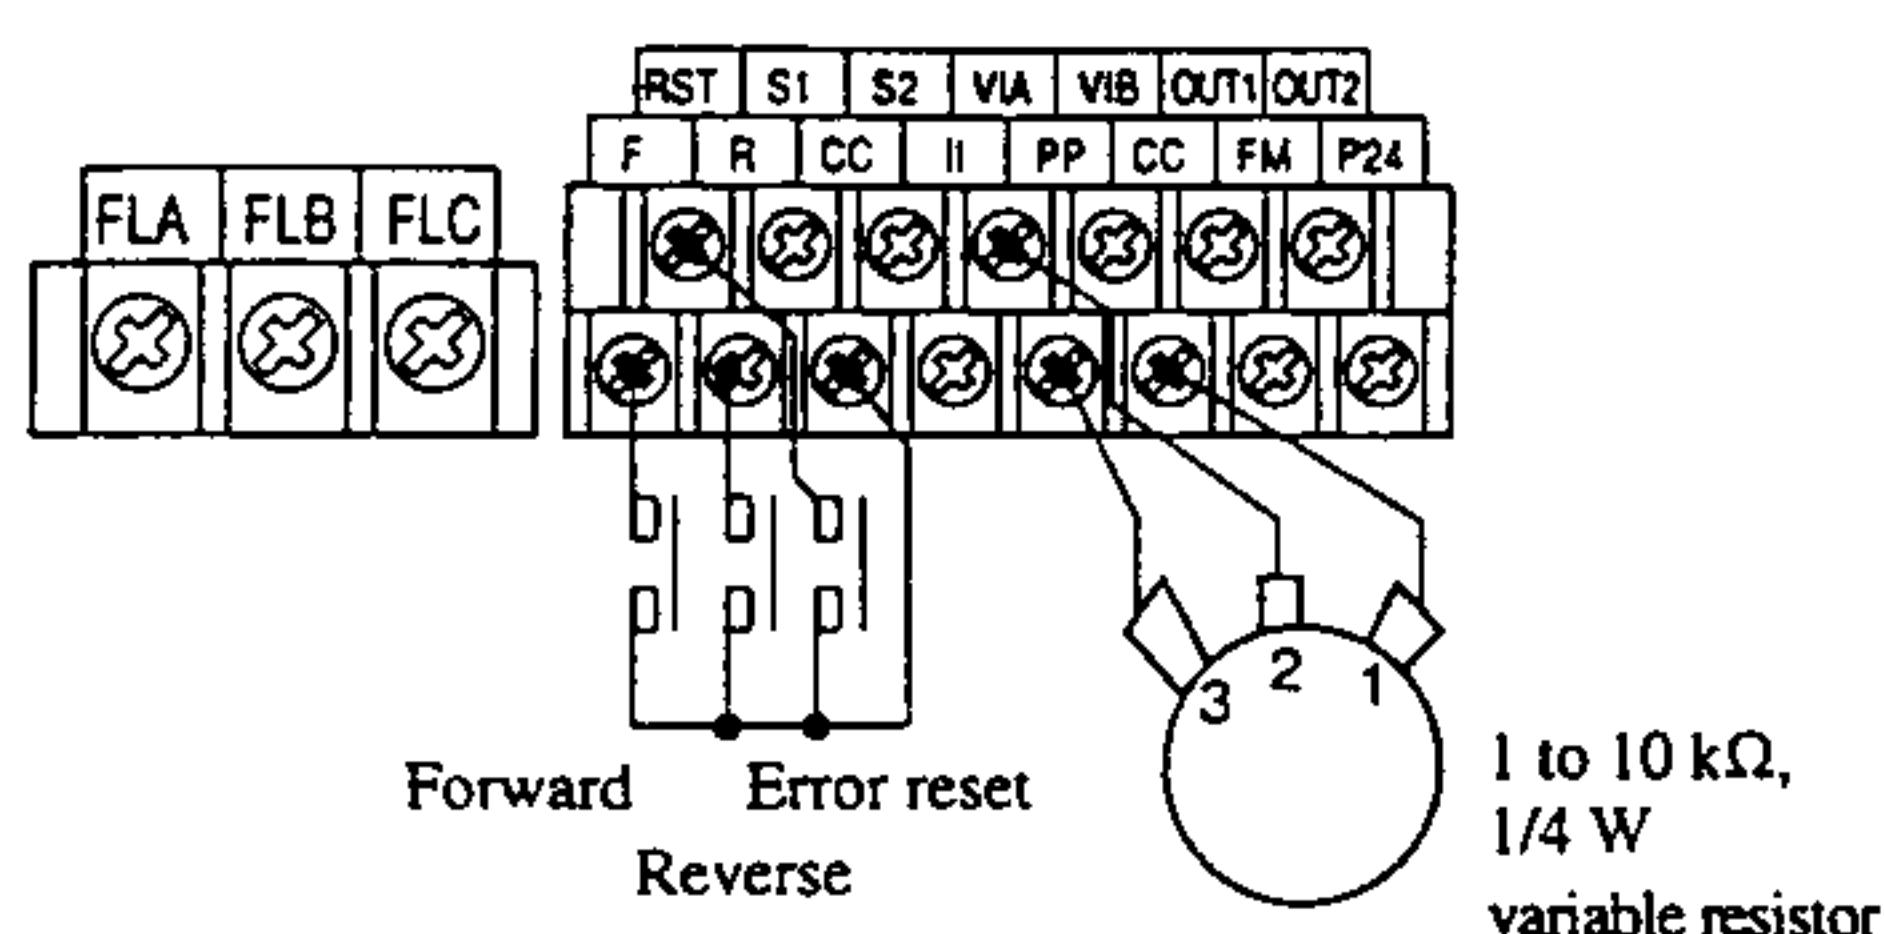 RST S1 S2 VIA VIB OUT1 OUT2
F R CC II PP CC FM P24
FLA FLB FLC
3 2 1
Forward Error reset
Reverse
1 to 10 kΩ,
1/4 W
variable resistor